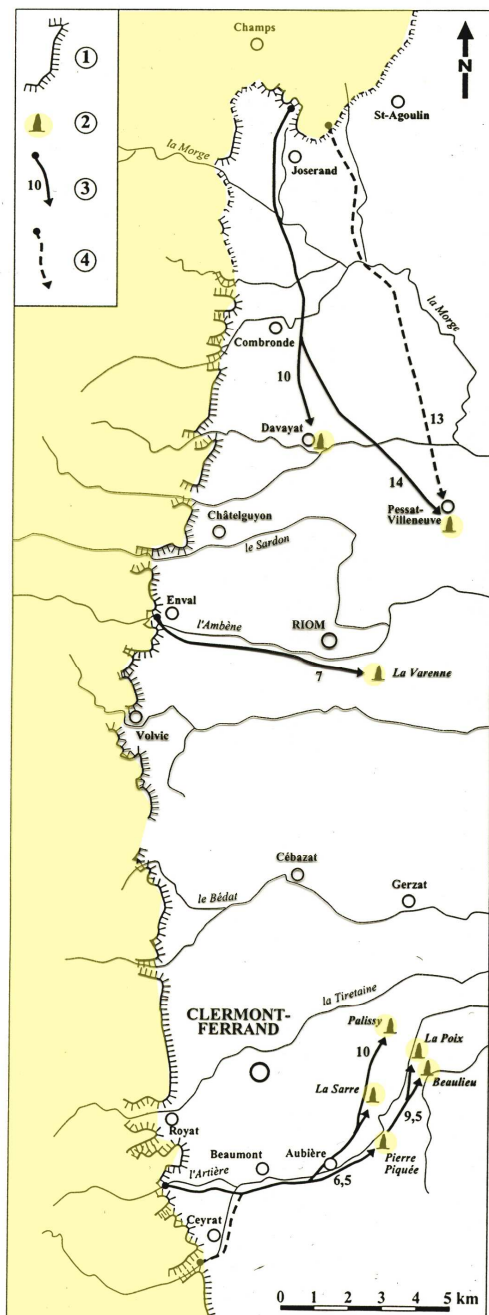 Champs
①
②
10
③
④
N
St-Agoulin
la Morge
Joserand
la Morge
Combronde
10
13
Davayat
14
Pessat-
Villeneuve
Châtelguyon
le Sardon
Enval
l'Ambène
RIOM
7
La Varenne
Volvic
Cébazat
Gerzat
le Bédat
la Tiretaine
CLERMONT-
FERRAND
Palissy
10
La Poix
Beaulieu
La Sarre
9,5
Royat
Beaumont
Aubière
Pierre
Piquée
l'Artière
6,5
Ceyrat
0 1 2 3 4 5 km